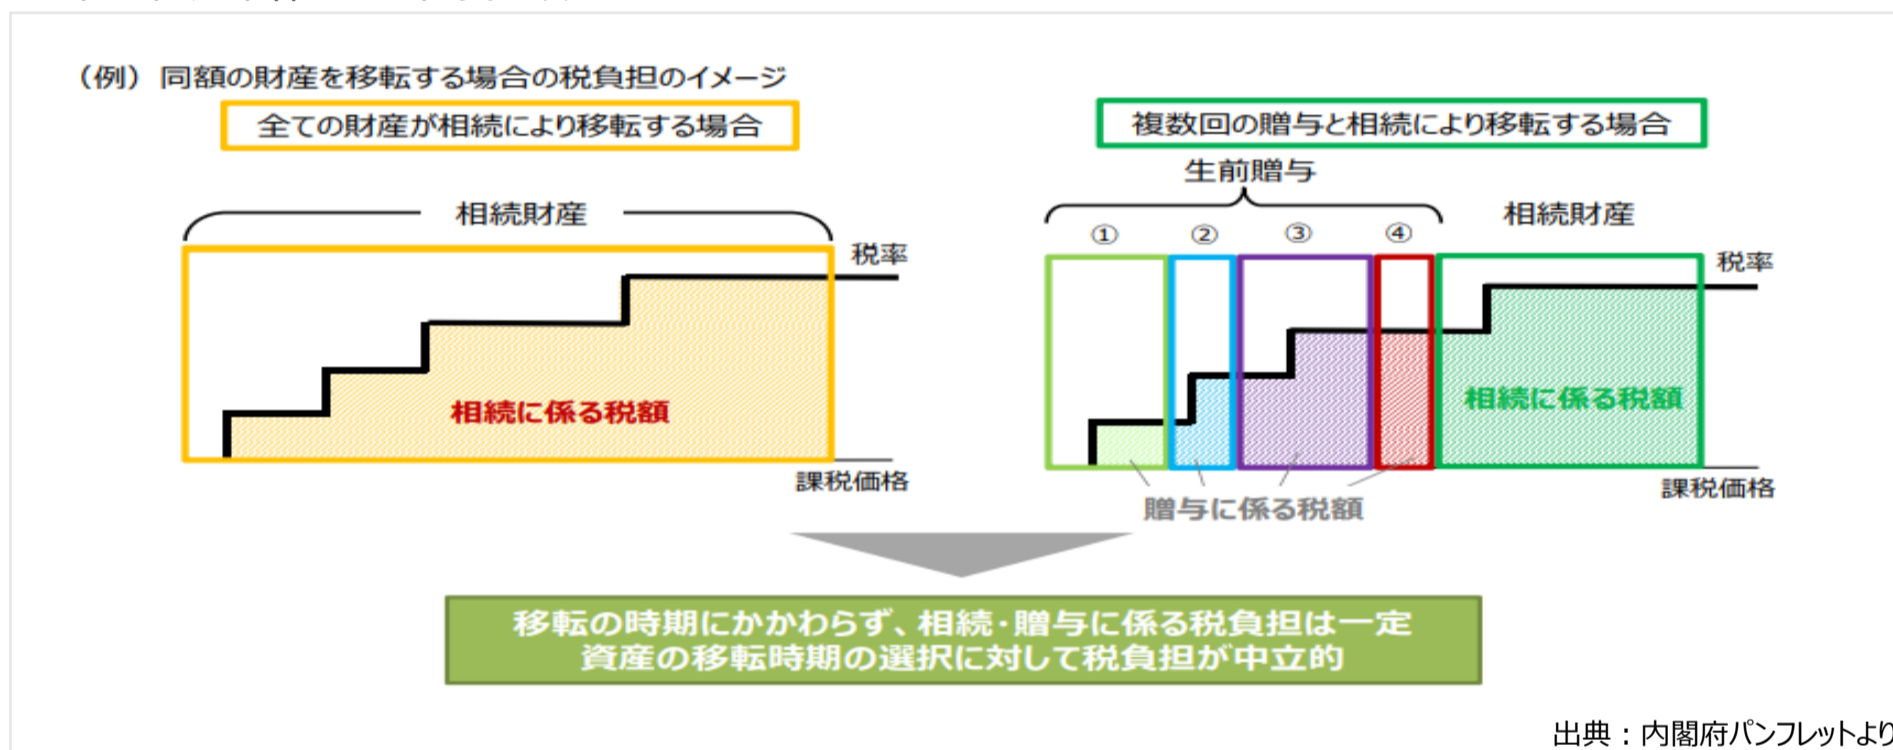 （例）同額の財産を移転する場合の税負担のイメージ
全ての財産が相続により移転する場合
相続財産
税率
相続に係る税額
課税価格
複数回の贈与と相続により移転する場合
生前贈与
相続財産
① ② ③ ④
税率
相続に係る税額
課税価格
贈与に係る税額
移転の時期にかかわらず、相続・贈与に係る税負担は一定
資産の移転時期の選択に対して税負担が中立的
出典：内閣府パンフレットより